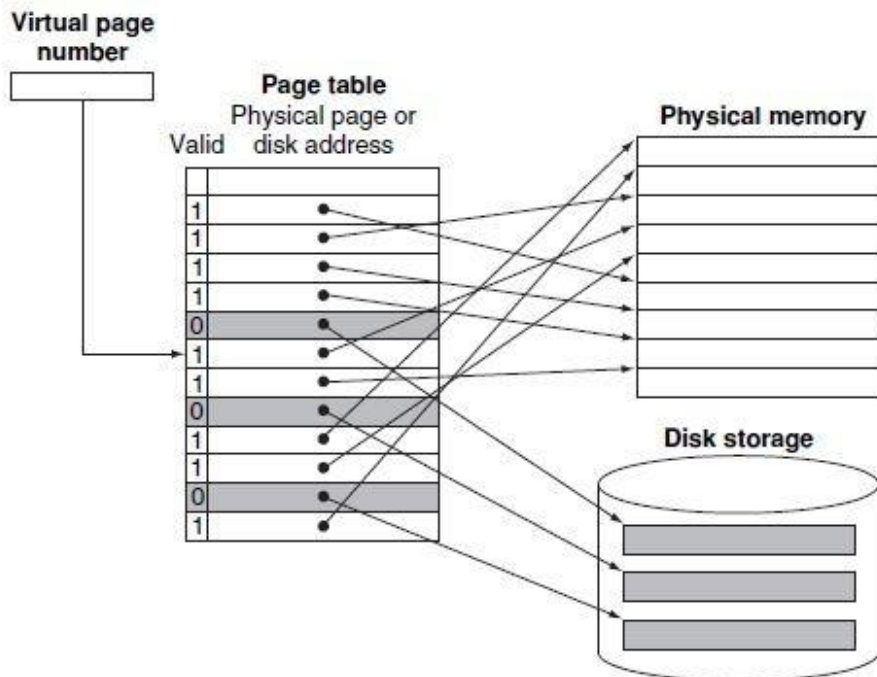 Virtual page
number
Page table
Physical page or
Valid disk address
Physical memory
1
1
1
1
0
1
1
0
1
1
0
1
Disk storage